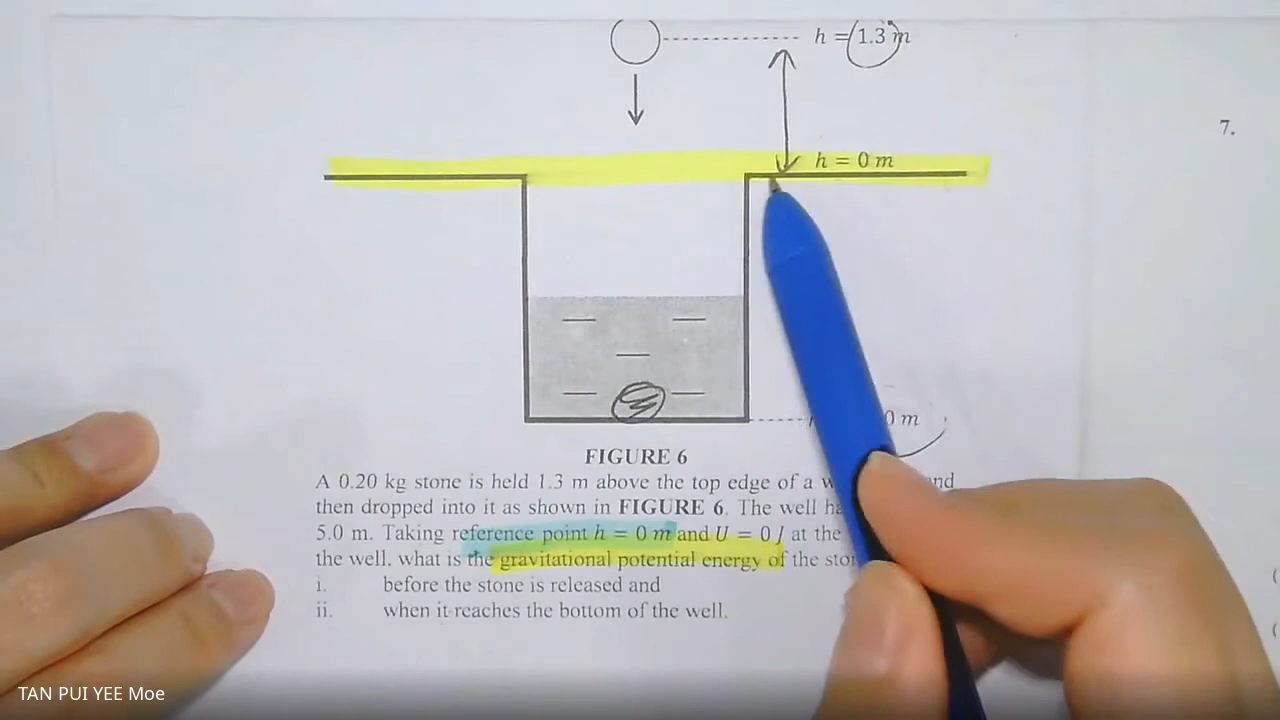 h = 1.3 m
7.
h = 0 m
0 m
FIGURE 6
A 0.20 kg stone is held 1.3 m above the top edge of a
then dropped into it as shown in FIGURE 6. The well
5.0 m. Taking reference point h = 0 m and U = 0 J at the
the well, what is the gravitational potential energy of the
i. before the stone is released and
ii. when it reaches the bottom of the well.
TAN PUI YEE Moe